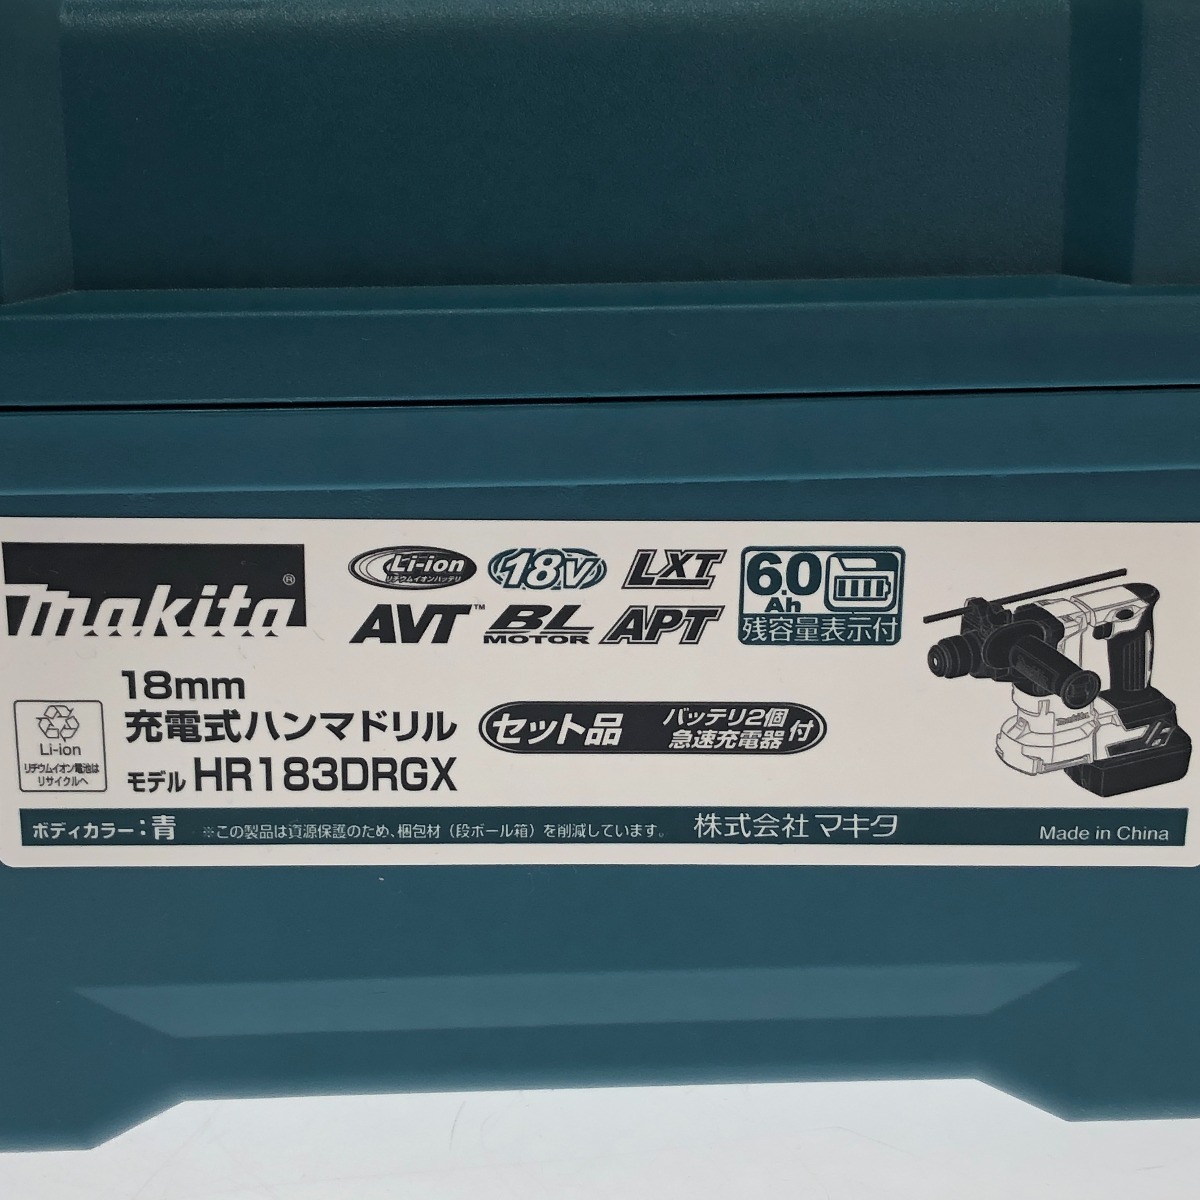 makita®
Li-ion
リチウムイオンバッテリ
18V
LXT
AVT™
BL
MOTOR
APT
6.0
Ah
残容量表示付
18mm
充電式ハンマドリル
モデル HR183DRGX
セット品
バッテリ2個
急速充電器
付
Li-ion
リチウムイオン電池は
リサイクルへ
ボディカラー:青
※この製品は資源保護のため、梱包材(段ボール箱)を削減しています。
株式会社 マキタ
Made in China
makita